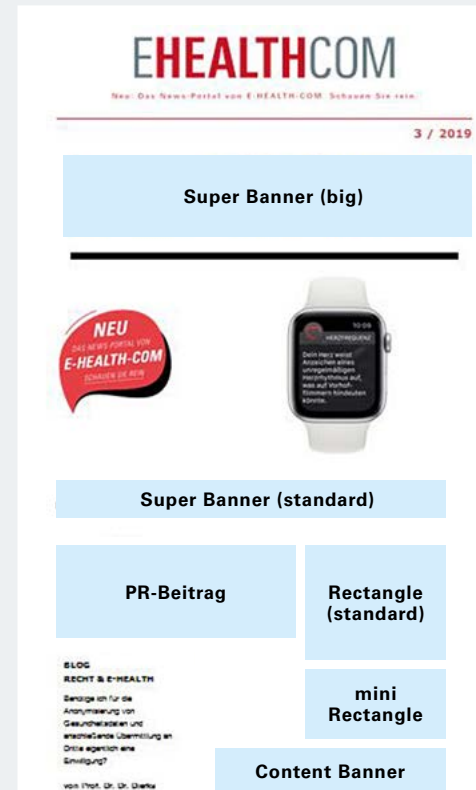 EHEALTHCOM
Neu: Das News-Portal von E-HEALTH-COM. Schauen Sie rein.
3 / 2019
Super Banner (big)
NEU
DAS NEWS-PORTAL VON
E-HEALTH-COM
SCHAUEN SIE REIN
10:09
HERZFREQUENZ
Dein Herz weist
Anzeichen eines
unregelmäßigen
Herzrhythmus auf,
was auf Vorhof-
flimmern hindeuten
könnte.
Super Banner (standard)
PR-Beitrag
Rectangle
(standard)
BLOG
RECHT & E-HEALTH
Benötige ich für die
Anonymisierung von
Gesundheitsdaten und
anschließende Übermittlung an
Dritte eigentlich eine
Einwilligung?
von Prof. Dr. Dr. Dierks
mini
Rectangle
Content Banner